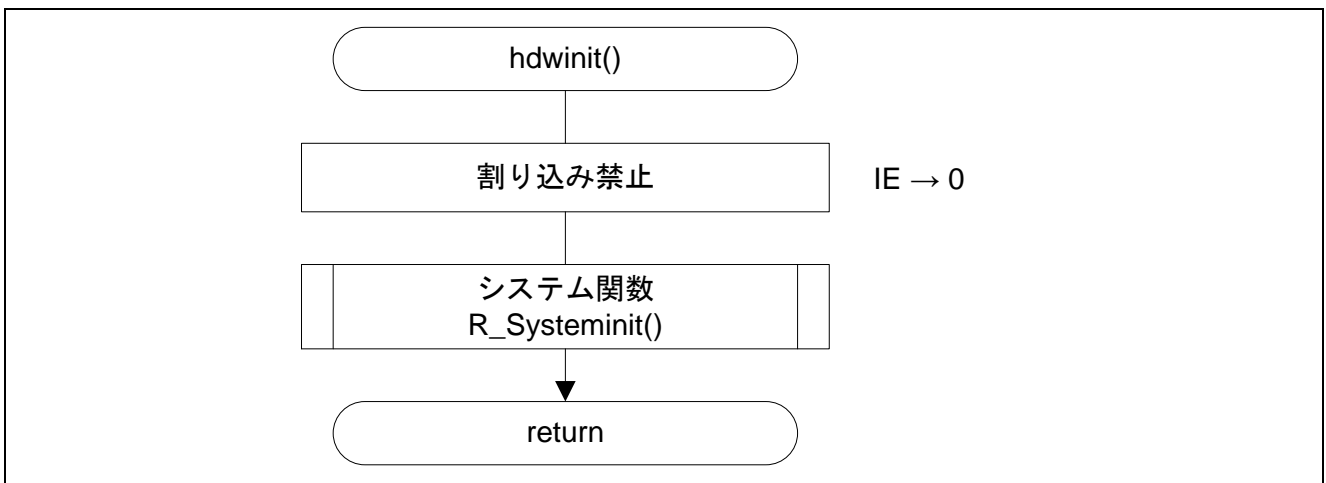 hdwinit()
割り込み禁止
IE → 0
システム関数
R_Systeminit()
return